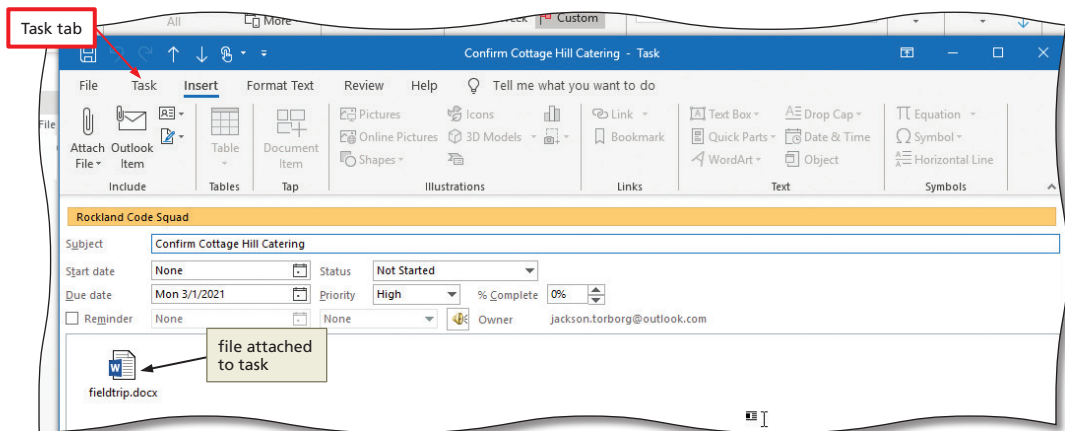 All
More
Custom
Task tab
Confirm Cottage Hill Catering - Task
File Task Insert Format Text Review Help Tell me what you want to do
File
Pictures Icons Link Text Box Drop Cap Equation
Attach File Outlook Item Table Document Item Online Pictures 3D Models Bookmark Quick Parts Date & Time Symbol
Shapes WordArt Object Horizontal Line
Include Tables Tap Illustrations Links Text Symbols
Rockland Code Squad
Subject Confirm Cottage Hill Catering
Start date None Status Not Started
Due date Mon 3/1/2021 Priority High % Complete 0%
Reminder None None Owner jackson.torborg@outlook.com
file attached
to task
fieldtrip.docx